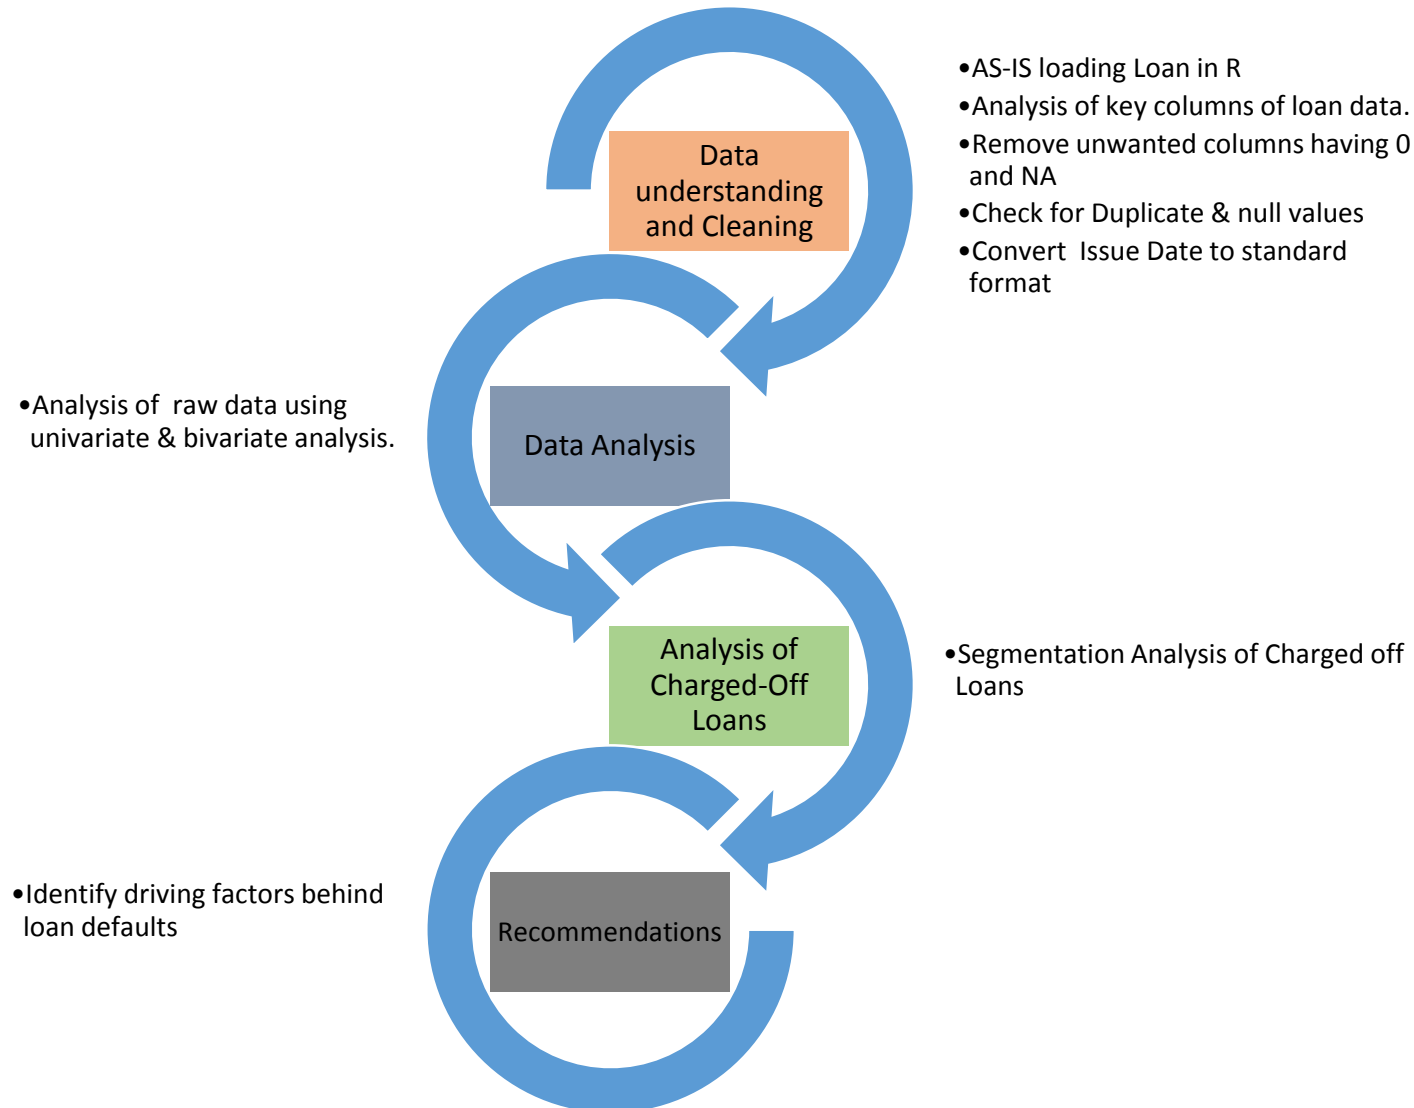 •AS-IS loading Loan in R
•Analysis of key columns of loan data.
•Remove unwanted columns having 0
and NA
•Check for Duplicate & null values
•Convert  Issue Date to standard
format
Data
understanding
and Cleaning
•Analysis of  raw data using
univariate & bivariate analysis.
Data Analysis
Analysis of
Charged-Off
Loans
•Segmentation Analysis of Charged off
Loans
•Identify driving factors behind
loan defaults
Recommendations